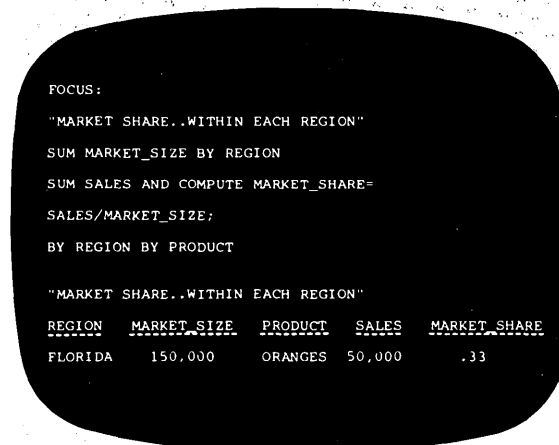 FOCUS:
"MARKET SHARE..WITHIN EACH REGION"
SUM MARKET_SIZE BY REGION
SUM SALES AND COMPUTE MARKET_SHARE=
SALES/MARKET_SIZE;
BY REGION BY PRODUCT
"MARKET SHARE..WITHIN EACH REGION"
REGION MARKET_SIZE PRODUCT SALES MARKET_SHARE
FLORIDA 150,000 ORANGES 50,000 .33